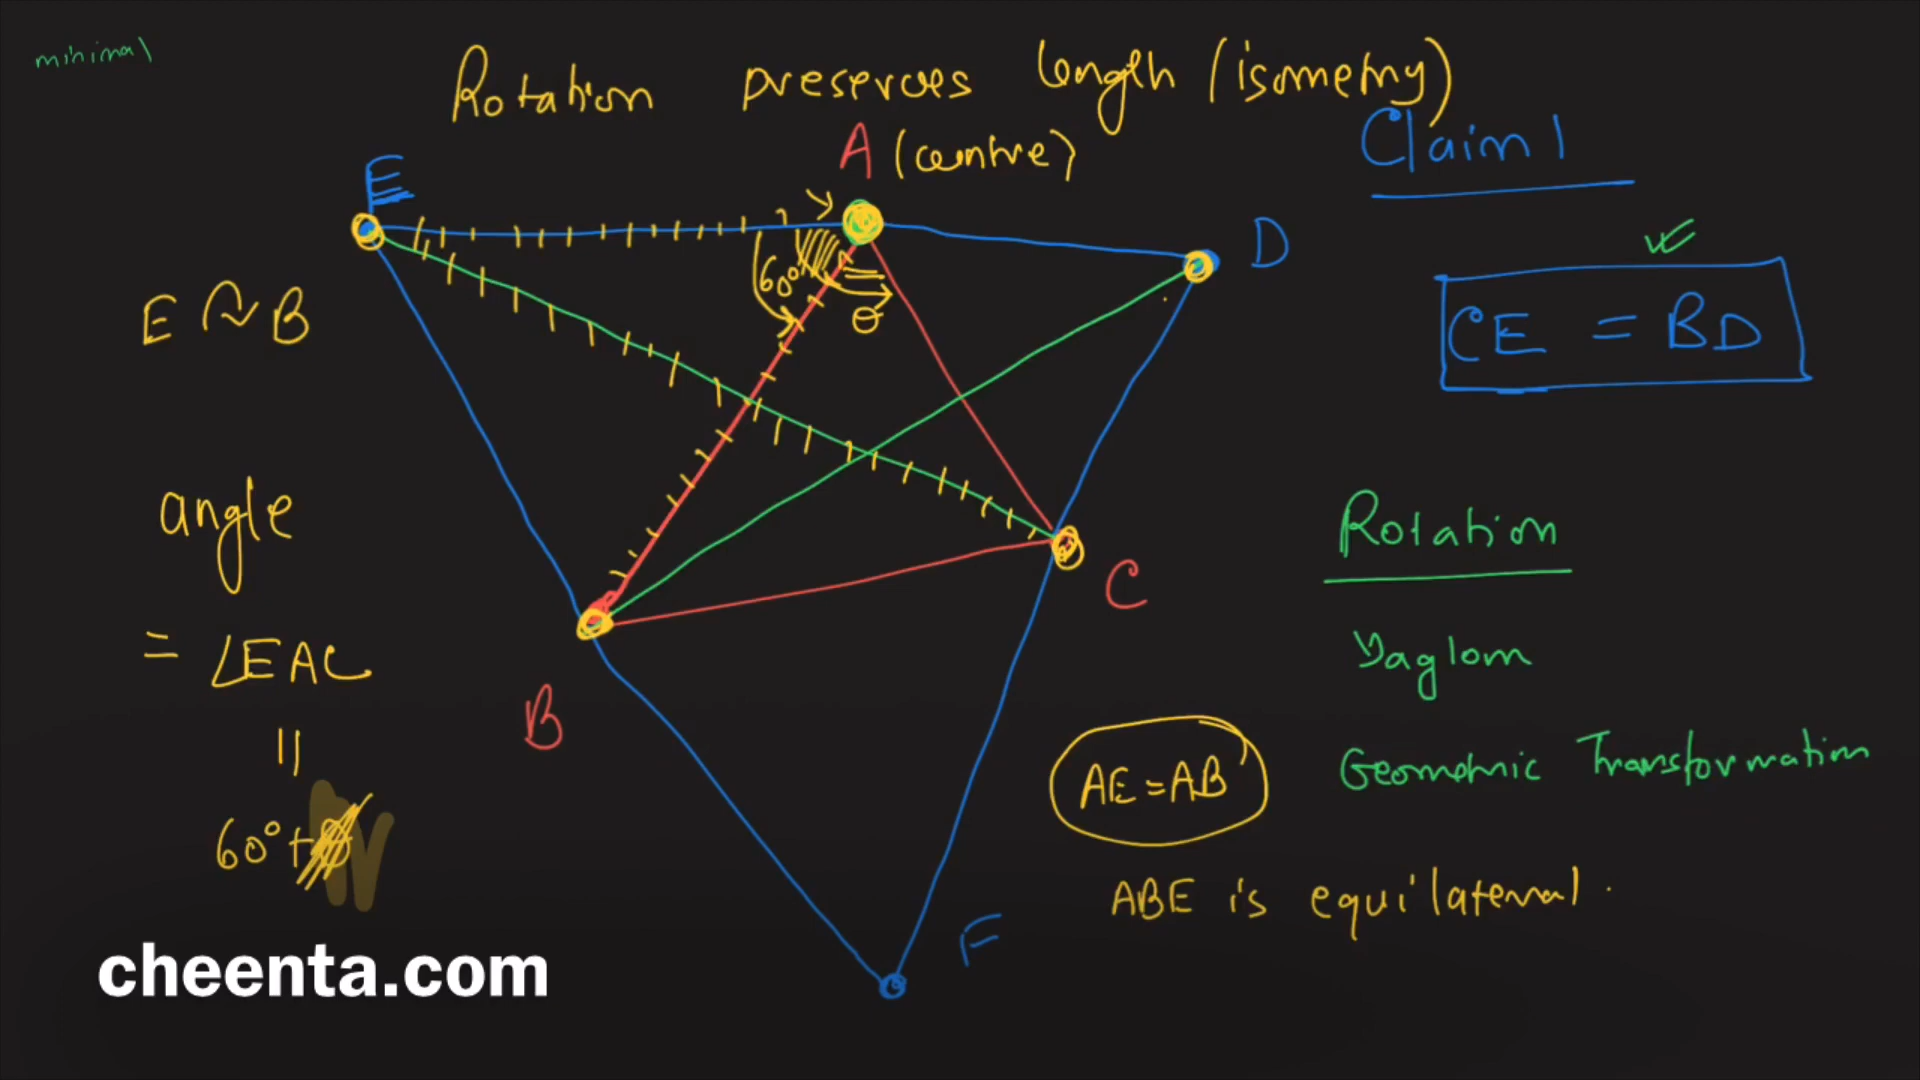 minimal
Rotation preserves length (isometry)
A (centre)
Claim 1
E
D
CE = BD
60°
θ
E ~ B
angle
= ∠EAC
=
60° +
Rotation
Yaglom
Geometric Transformation
C
B
AE = AB
ABE is equilateral.
F
cheenta.com